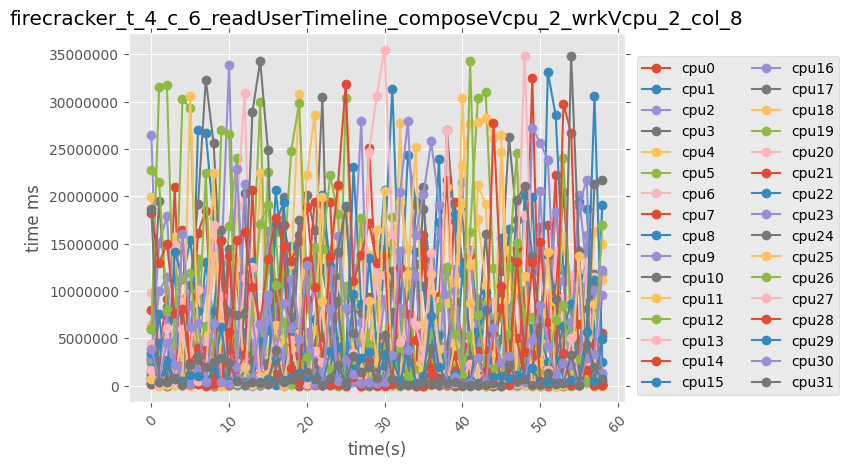 firecracker_t_4_c_6_readUserTimeline_composeVcpu_2_wrkVcpu_2_col_8
time ms
35000000
30000000
25000000
20000000
15000000
10000000
5000000
0
0
10
20
30
40
50
60
time(s)
cpu0
cpu1
cpu2
cpu3
cpu4
cpu5
cpu6
cpu7
cpu8
cpu9
cpu10
cpu11
cpu12
cpu13
cpu14
cpu15
cpu16
cpu17
cpu18
cpu19
cpu20
cpu21
cpu22
cpu23
cpu24
cpu25
cpu26
cpu27
cpu28
cpu29
cpu30
cpu31